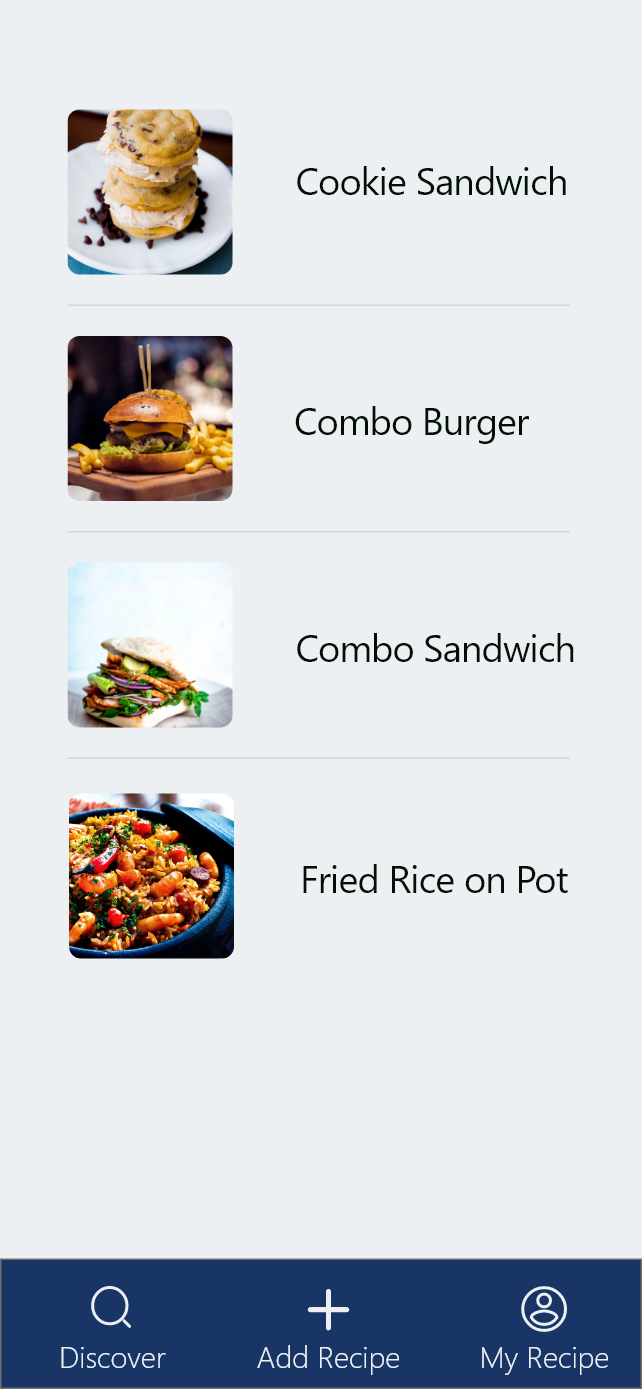 Cookie Sandwich
Combo Burger
Combo Sandwich
Fried Rice on Pot
Discover
Add Recipe
My Recipe